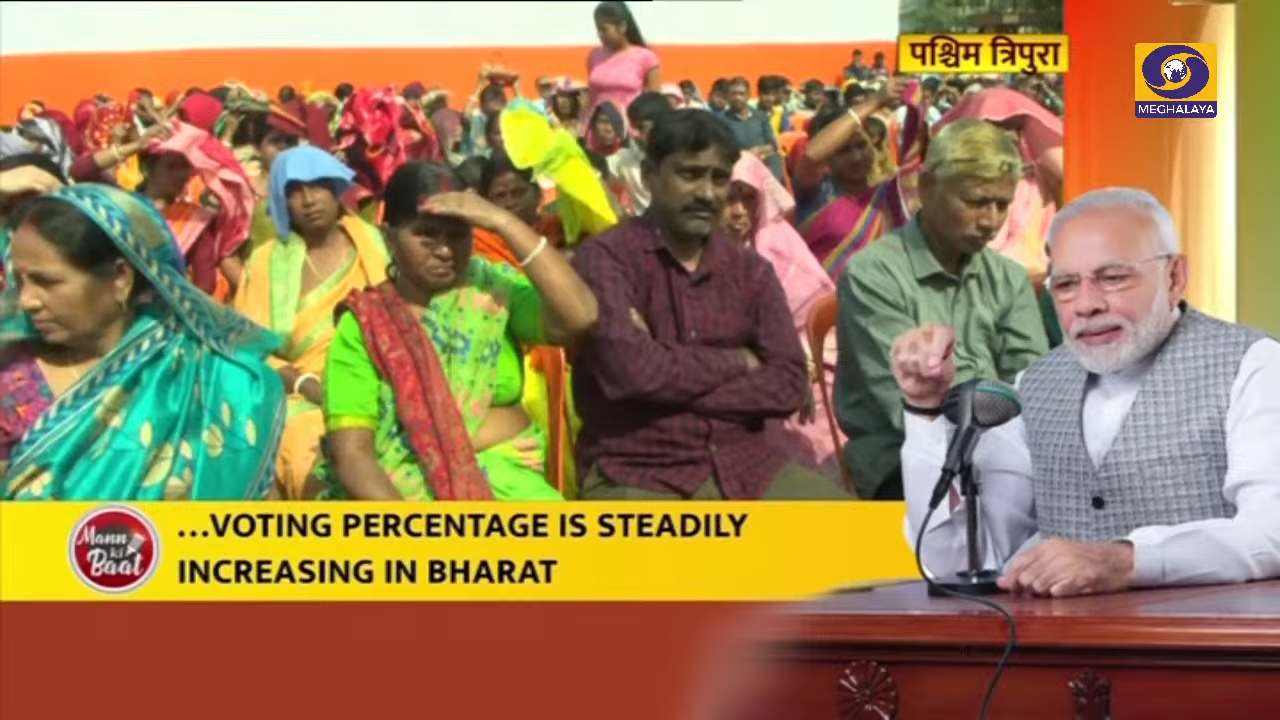 पश्चिम त्रिपुरा
MEGHALAYA
Mann
ki
Baat
...VOTING PERCENTAGE IS STEADILY
INCREASING IN BHARAT